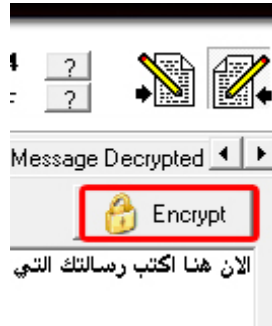 ?
?
Message Decrypted
Encrypt
الان هنا اكتب رسالتك التي